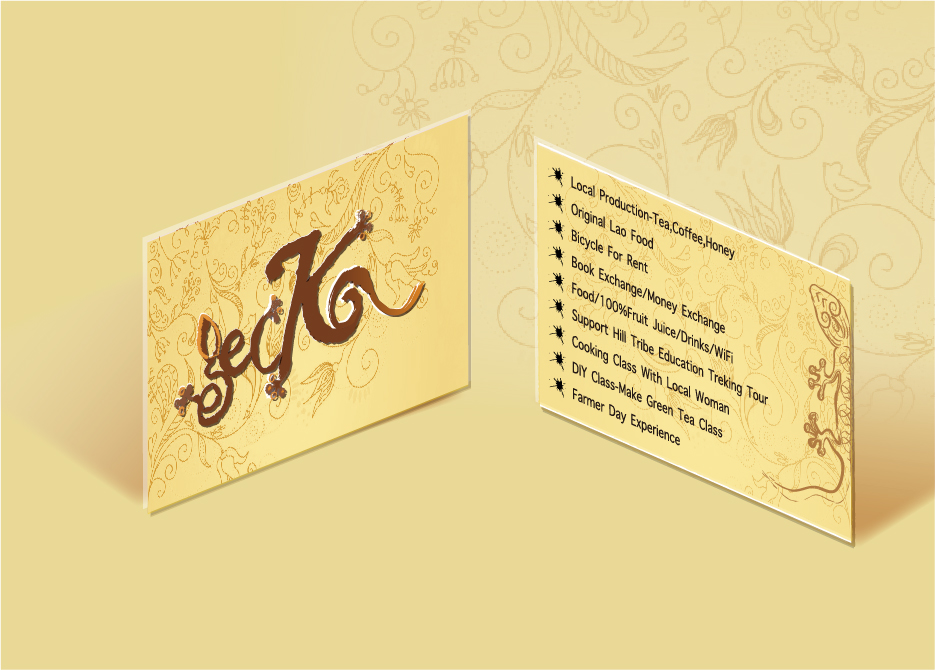 gecK
Local Production-Tea,Coffee,Honey
Original Lao Food
Bicycle For Rent
Book Exchange/Money Exchange
Food/100%Fruit Juice/Drinks/WiFi
Support Hill Tribe Education Treking Tour
Cooking Class With Local Woman
DIY Class-Make Green Tea Class
Farmer Day Experience